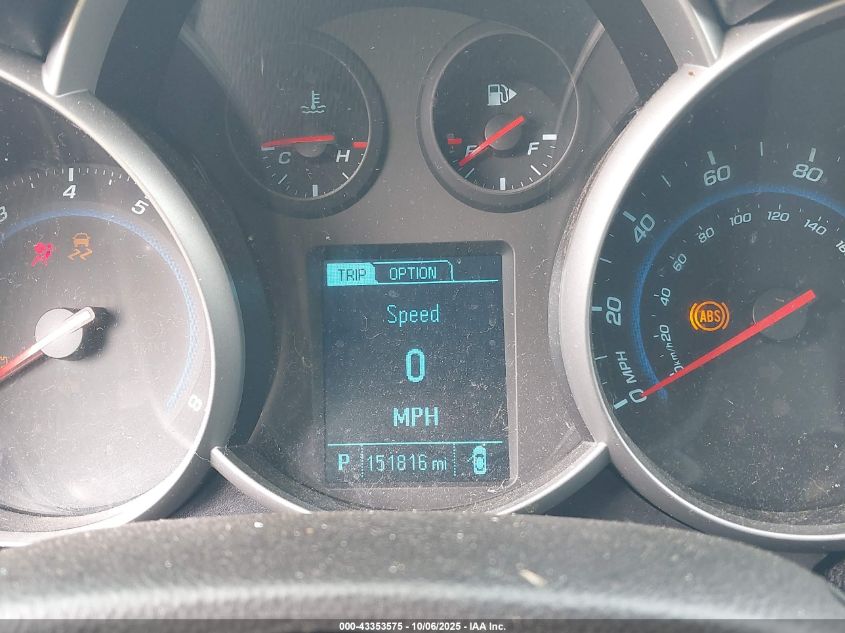 C H
E F
3 4 5
8
TRIP OPTION
Speed
0
MPH
P 151816 mi
0 20 40 60 80
MPH
20 40 60 80 100 120 140
km/h
ABS
000-43353575 - 10/06/2025 - IAA Inc.